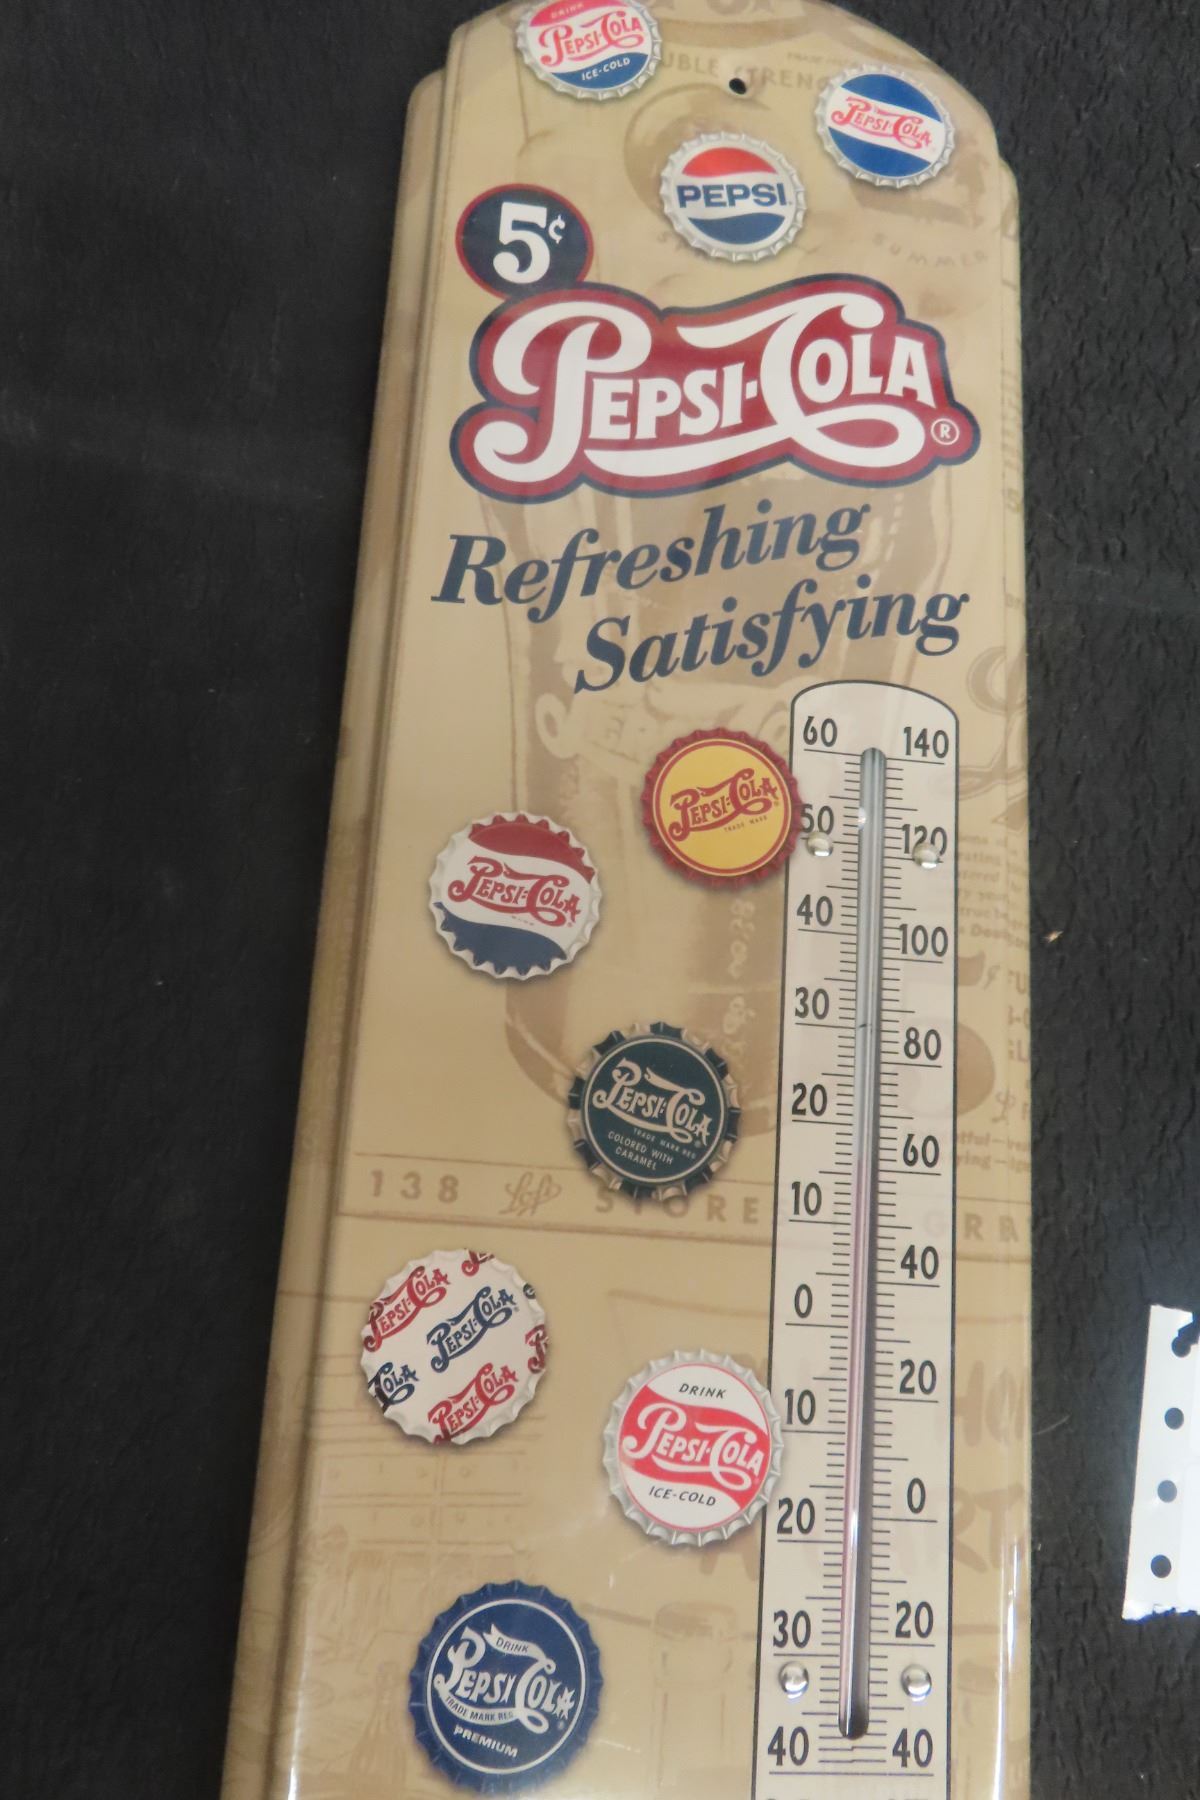 DRINK
PEPSI-COLA
ICE-COLD
PEPSI-COLA
PEPSI
SUMMER
5¢
PEPSI-COLA®
Refreshing
Satisfying
60 140
PEPSI-COLA
TRADE MARK
50 120
PEPSI-COLA
40 100
30 80
PEPSI-COLA
TRADE MARK REG
COLORED WITH
CARAMEL
20 60
138 Loft STORE
10 40
PEPSI-COLA
PEPSI-COLA
COLA
PEPSI-COLA
0 20
DRINK
PEPSI-COLA
ICE-COLD
10 0
20 20
30
DRINK
PEPSI-COLA
TRADE MARK REG.
PREMIUM
40 40